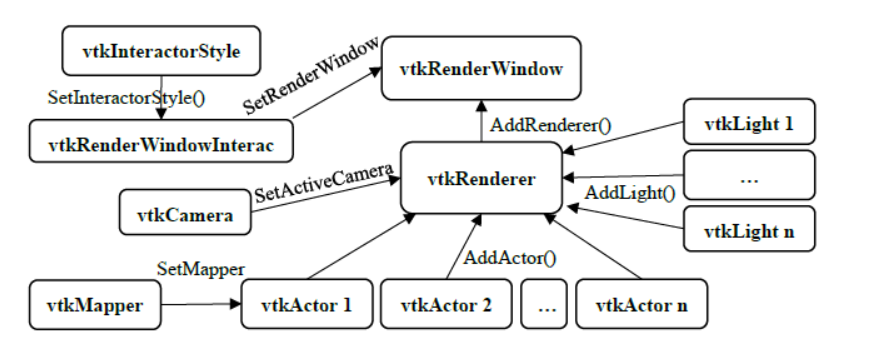 vtkInteractorStyle
SetInteractorStyle()
vtkRenderWindowInterac
SetRenderWindow
vtkRenderWindow
AddRenderer()
vtkLight 1
…
AddLight()
vtkLight n
vtkRenderer
SetActiveCamera
vtkCamera
SetMapper
AddActor()
vtkMapper
vtkActor 1
vtkActor 2
…
vtkActor n